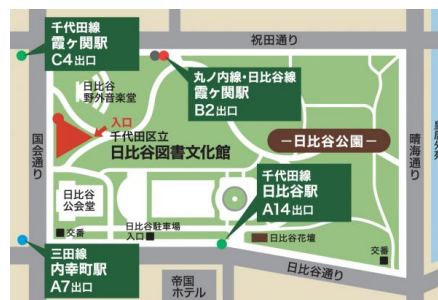 千代田線
霞ヶ関駅
C4出口
祝田通り
丸ノ内線・日比谷線
霞ヶ関駅
B2出口
日比谷
野外音楽堂
入口
千代田区立
日比谷図書文化館
国会通り
ー日比谷公園ー
晴海通り
千代田線
日比谷駅
A14出口
日比谷
公会堂
交番
日比谷駐車場
入口
日比谷花壇
交番
三田線
内幸町駅
A7出口
日比谷通り
帝国
ホテル